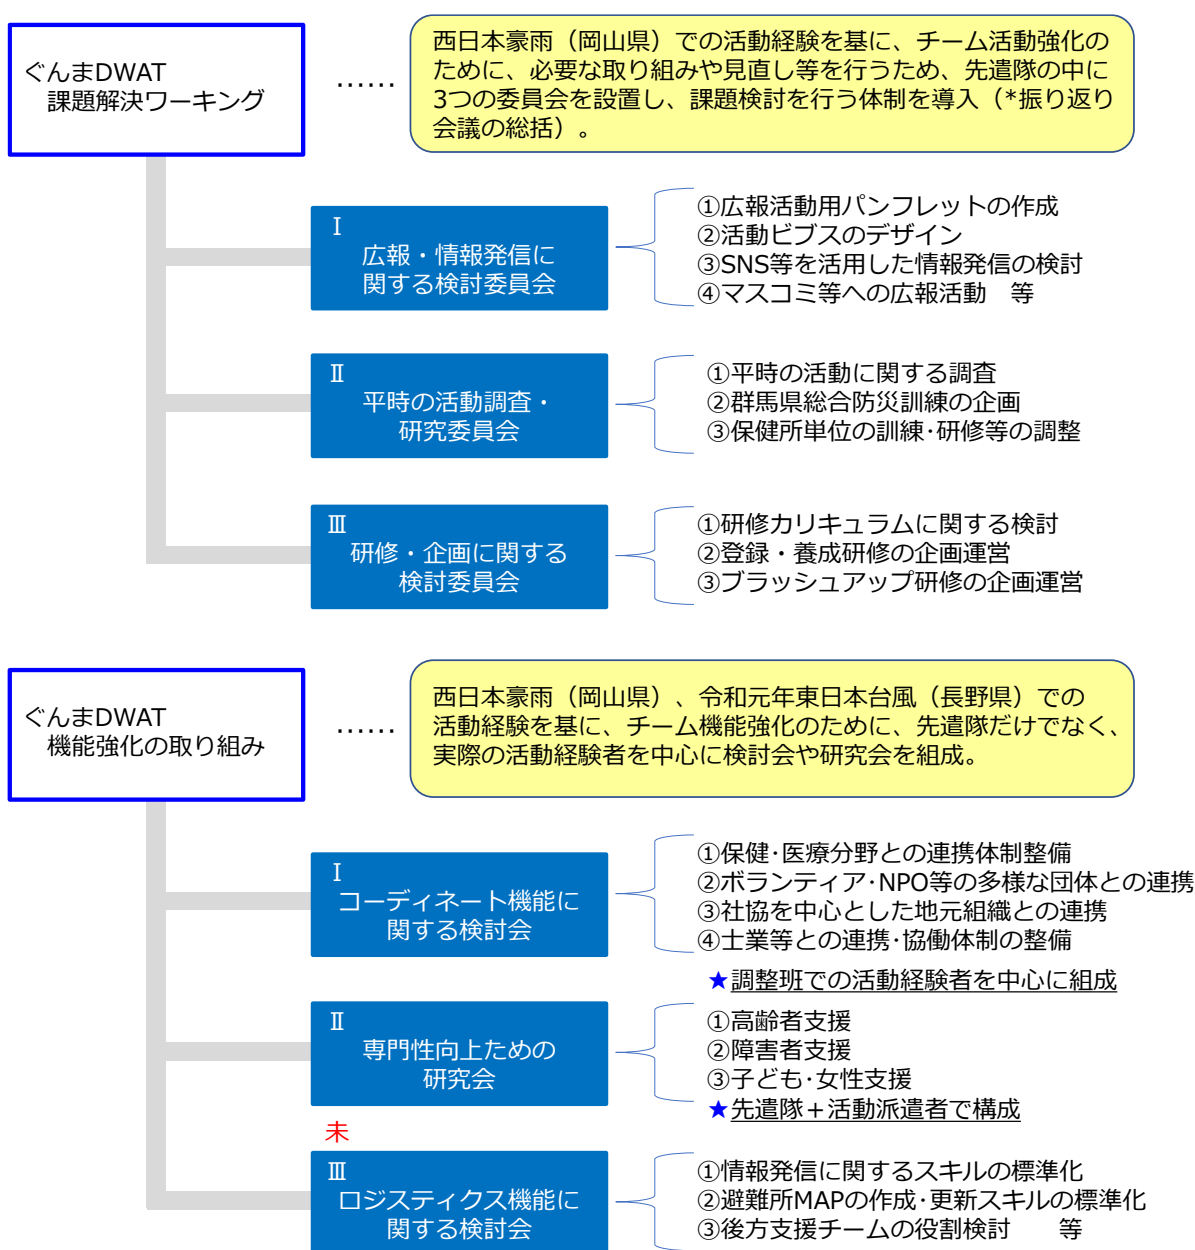 ぐんまDWAT
課題解決ワーキング
……
西日本豪雨（岡山県）での活動経験を基に、チーム活動強化の
ために、必要な取り組みや見直し等を行うため、先遣隊の中に
3つの委員会を設置し、課題検討を行う体制を導入（*振り返り
会議の総括）。
Ⅰ
広報・情報発信に
関する検討委員会
①広報活動用パンフレットの作成
②活動ビブスのデザイン
③SNS等を活用した情報発信の検討
④マスコミ等への広報活動　等
Ⅱ
平時の活動調査・
研究委員会
①平時の活動に関する調査
②群馬県総合防災訓練の企画
③保健所単位の訓練･研修等の調整
Ⅲ
研修・企画に関する
検討委員会
①研修カリキュラムに関する検討
②登録・養成研修の企画運営
③ブラッシュアップ研修の企画運営
ぐんまDWAT
機能強化の取り組み
……
西日本豪雨（岡山県）、令和元年東日本台風（長野県）での
活動経験を基に、チーム機能強化のために、先遣隊だけでなく、
実際の活動経験者を中心に検討会や研究会を組成。
Ⅰ
コーディネート機能に
関する検討会
①保健･医療分野との連携体制整備
②ボランティア･NPO等の多様な団体との連携
③社協を中心とした地元組織との連携
④士業等との連携･協働体制の整備
★調整班での活動経験者を中心に組成
Ⅱ
専門性向上ための
研究会
①高齢者支援
②障害者支援
③子ども･女性支援
★先遣隊＋活動派遣者で構成
未
Ⅲ
ロジスティクス機能に
関する検討会
①情報発信に関するスキルの標準化
②避難所MAPの作成･更新スキルの標準化
③後方支援チームの役割検討　　等